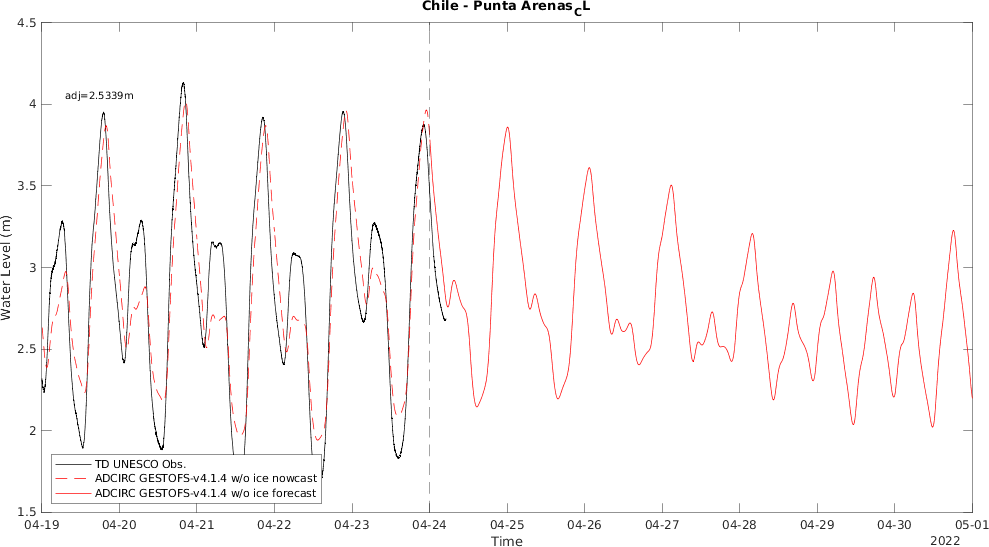 Chile - Punta Arenas_CL
adj=2.5339m
4.5
4
3.5
3
2.5
2
1.5
Water Level (m)
TD UNESCO Obs.
ADCIRC GESTOFS-v4.1.4 w/o ice nowcast
ADCIRC GESTOFS-v4.1.4 w/o ice forecast
04-19 04-20 04-21 04-22 04-23 04-24 04-25 04-26 04-27 04-28 04-29 04-30 05-01
Time
2022